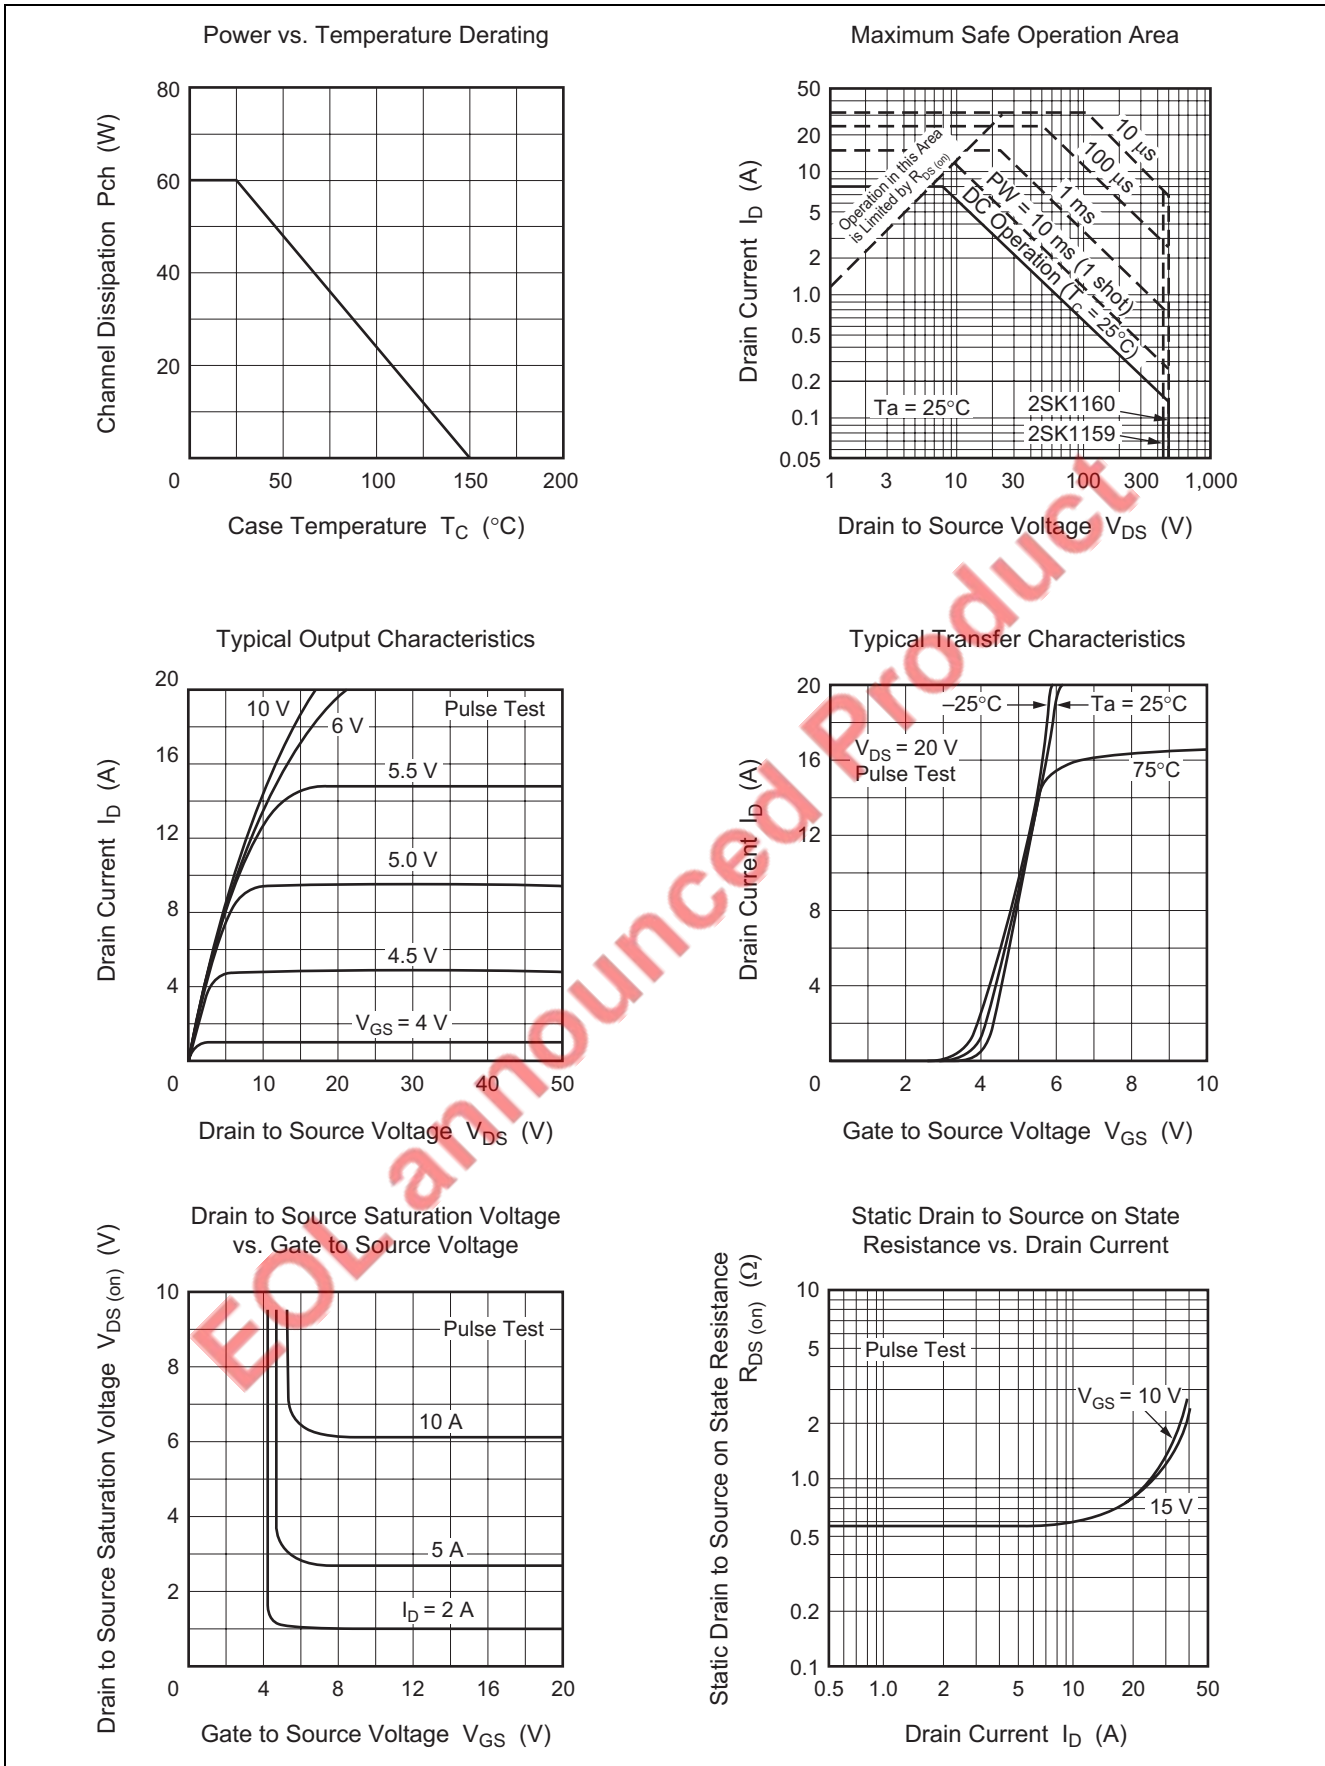 Power vs. Temperature Derating
Channel Dissipation Pch (W)
80
60
40
20
0
50
100
150
200
Case Temperature TC (°C)
Maximum Safe Operation Area
Drain Current ID (A)
50
20
10
5
2
1.0
0.5
0.2
0.1
0.05
Operation in this Area
is Limited by RDS (on)
10 μs
100 μs
1 ms
PW = 10 ms (1 shot)
DC Operation (TC = 25°C)
Ta = 25°C
2SK1160
2SK1159
1
3
10
30
100
300
1,000
Drain to Source Voltage VDS (V)
Typical Output Characteristics
Drain Current ID (A)
20
16
12
8
4
10 V
6 V
Pulse Test
5.5 V
5.0 V
4.5 V
VGS = 4 V
0
10
20
30
40
50
Drain to Source Voltage VDS (V)
Typical Transfer Characteristics
Drain Current ID (A)
20
16
12
8
4
–25°C
Ta = 25°C
VDS = 20 V
Pulse Test
75°C
0
2
4
6
8
10
Gate to Source Voltage VGS (V)
Drain to Source Saturation Voltage
vs. Gate to Source Voltage
Drain to Source Saturation Voltage VDS (on) (V)
10
8
6
4
2
Pulse Test
10 A
5 A
ID = 2 A
0
4
8
12
16
20
Gate to Source Voltage VGS (V)
Static Drain to Source on State
Resistance vs. Drain Current
Static Drain to Source on State Resistance
RDS (on) (Ω)
10
5
2
1.0
0.5
0.2
0.1
Pulse Test
VGS = 10 V
15 V
0.5
1.0
2
5
10
20
50
Drain Current ID (A)
EOL announced Product